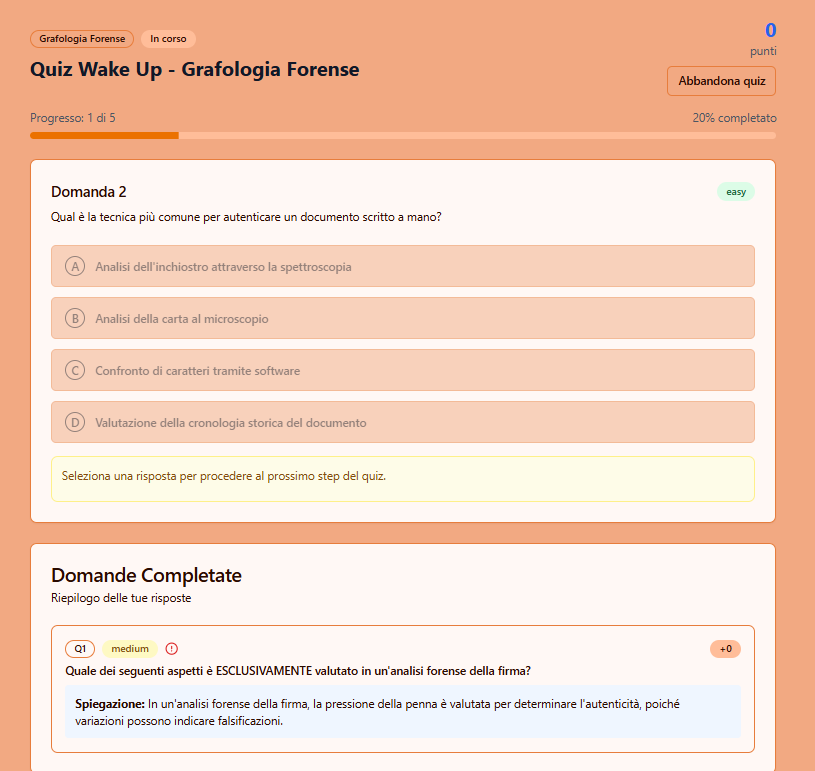 Grafologia Forense
In corso
0
punti
Quiz Wake Up - Grafologia Forense
Abbandona quiz
Progresso: 1 di 5
20% completato
Domanda 2
easy
Qual è la tecnica più comune per autenticare un documento scritto a mano?
A Analisi dell'inchiostro attraverso la spettroscopia
B Analisi della carta al microscopio
C Confronto di caratteri tramite software
D Valutazione della cronologia storica del documento
Seleziona una risposta per procedere al prossimo step del quiz.
Domande Completate
Riepilogo delle tue risposte
Q1
medium
+0
Quale dei seguenti aspetti è ESCLUSIVAMENTE valutato in un'analisi forense della firma?
Spiegazione: In un'analisi forense della firma, la pressione della penna è valutata per determinare l'autenticità, poiché
variazioni possono indicare falsificazioni.